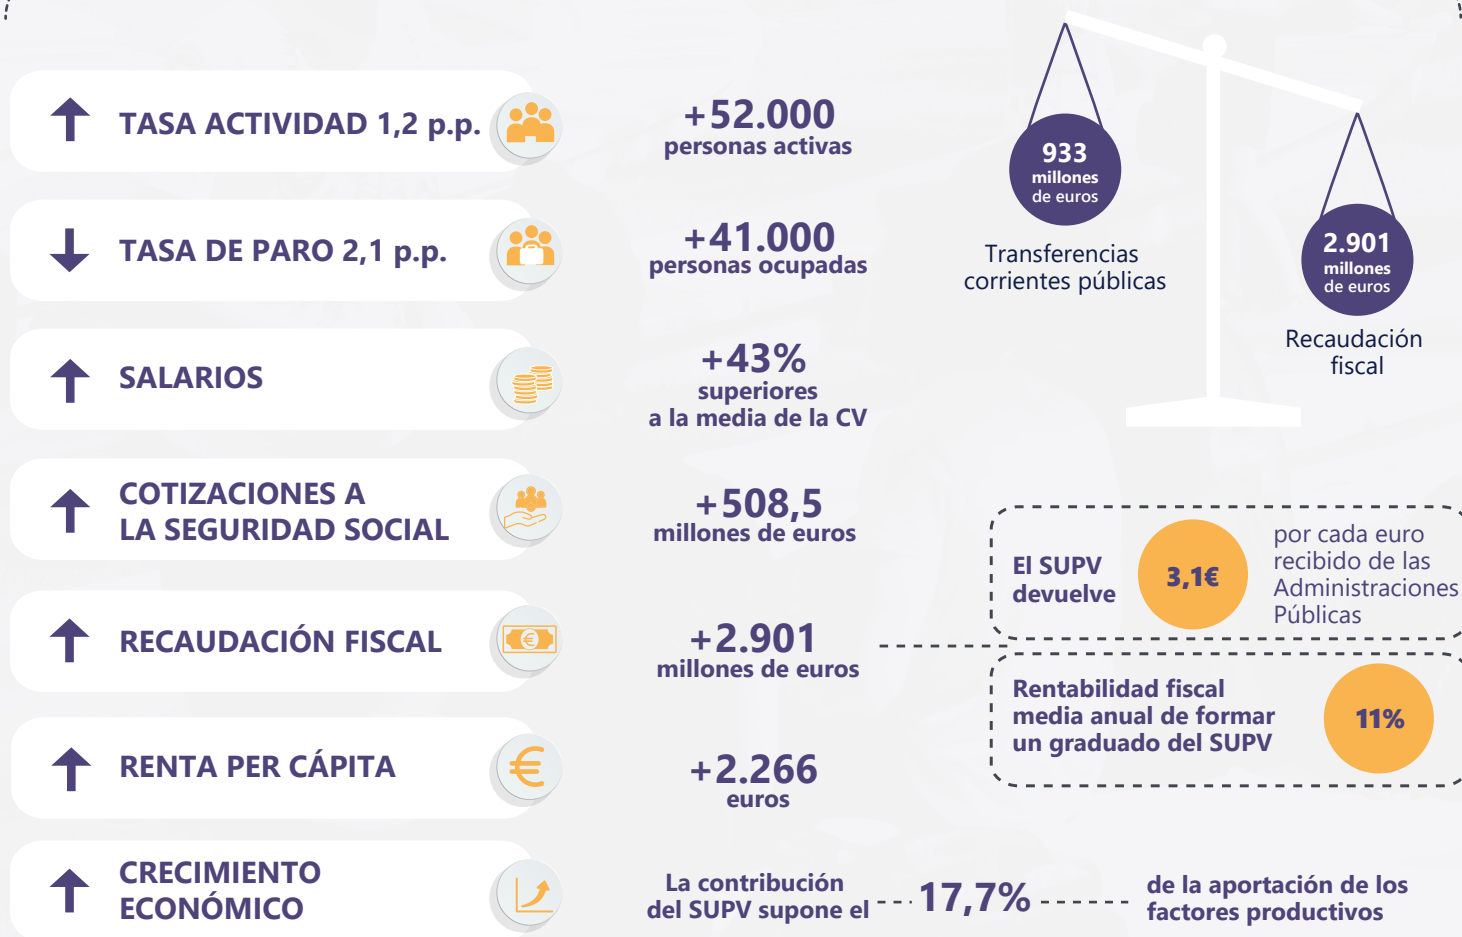 TASA ACTIVIDAD 1,2 p.p.
+52.000
personas activas
TASA DE PARO 2,1 p.p.
+41.000
personas ocupadas
SALARIOS
+43%
superiores
a la media de la CV
COTIZACIONES A
LA SEGURIDAD SOCIAL
+508,5
millones de euros
RECAUDACIÓN FISCAL
+2.901
millones de euros
RENTA PER CÁPITA
+2.266
euros
CRECIMIENTO
ECONÓMICO
La contribución
del SUPV supone el
17,7%
de la aportación de los
factores productivos
933
millones
de euros
Transferencias
corrientes públicas
2.901
millones
de euros
Recaudación
fiscal
El SUPV
devuelve
3,1€
por cada euro
recibido de las
Administraciones
Públicas
Rentabilidad fiscal
media anual de formar
un graduado del SUPV
11%